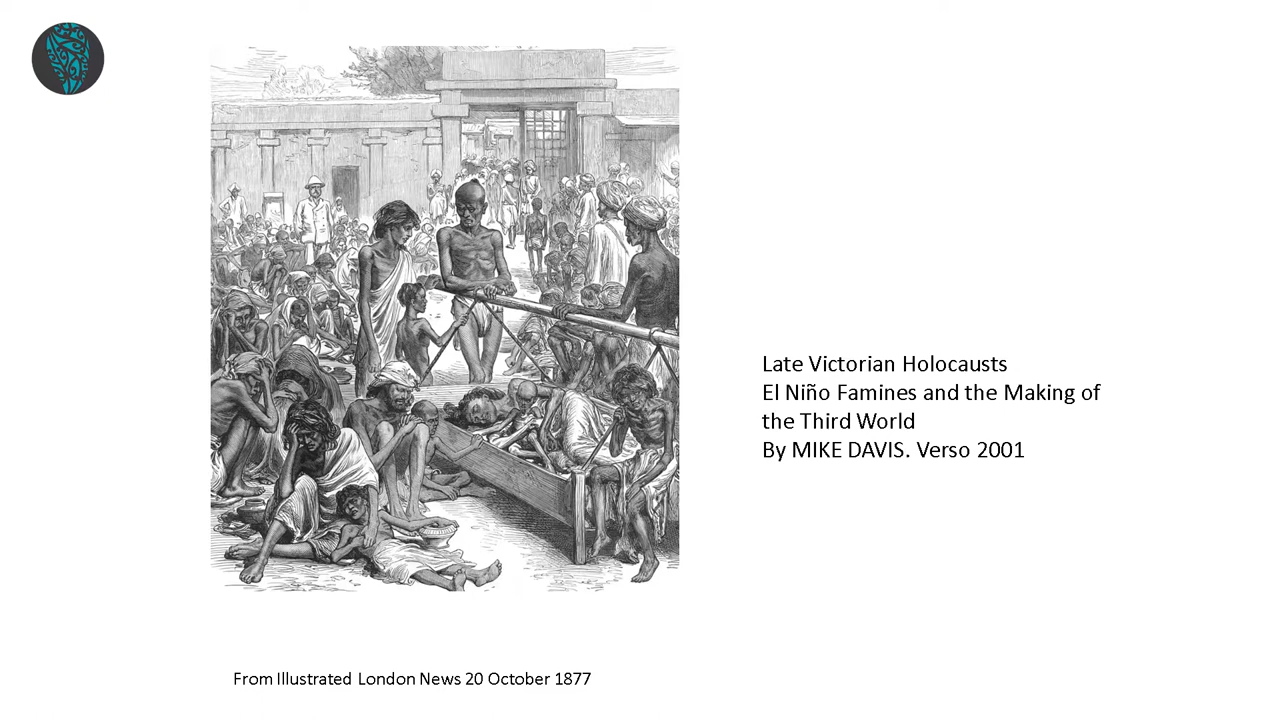 Late Victorian Holocausts
El Niño Famines and the Making of
the Third World
By MIKE DAVIS. Verso 2001
From Illustrated London News 20 October 1877